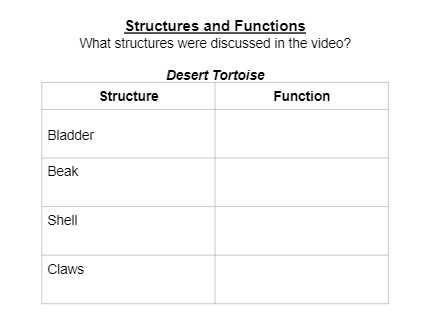 Structures and Functions
What structures were discussed in the video?
Desert Tortoise
Structure Function
Bladder
Beak
Shell
Claws